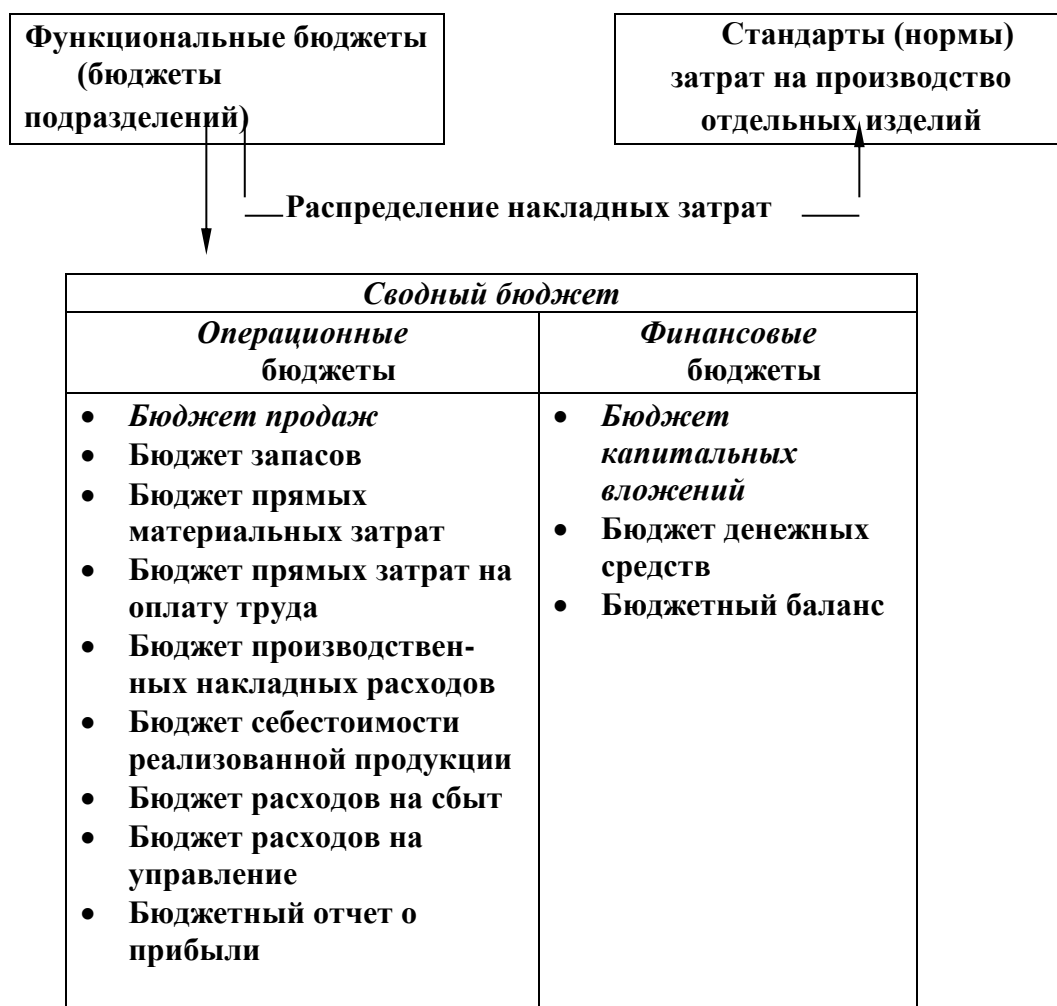 Функциональные бюджеты
(бюджеты
подразделений)
Стандарты (нормы)
затрат на производство
отдельных изделий
Распределение накладных затрат
Сводный бюджет
Операционные
бюджеты
Финансовые
бюджеты
• Бюджет продаж
• Бюджет запасов
• Бюджет прямых
материальных затрат
• Бюджет прямых затрат на
оплату труда
• Бюджет производствен-
ных накладных расходов
• Бюджет себестоимости
реализованной продукции
• Бюджет расходов на сбыт
• Бюджет расходов на
управление
• Бюджетный отчет о
прибыли
• Бюджет
капитальных
вложений
• Бюджет денежных
средств
• Бюджетный баланс